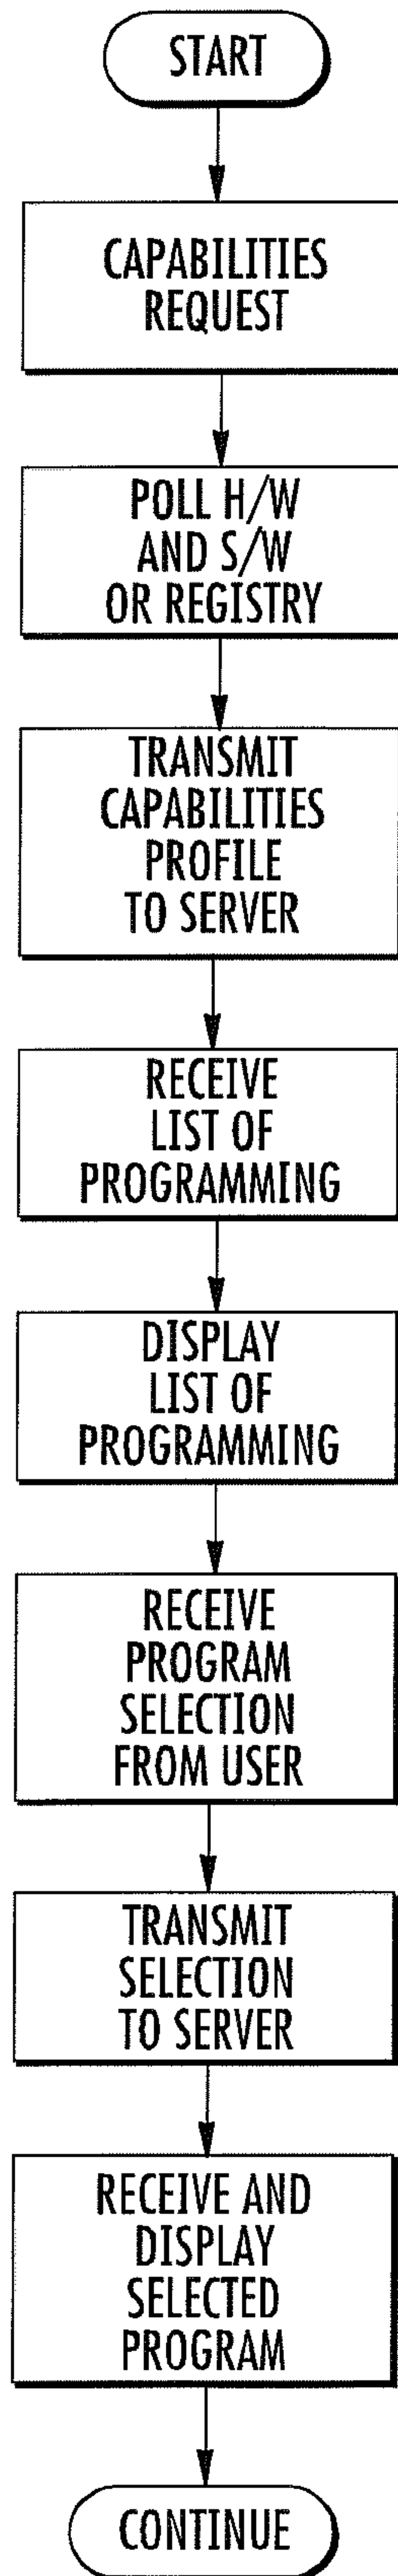 START
CAPABILITIES
REQUEST
POLL H/W
AND S/W
OR REGISTRY
TRANSMIT
CAPABILITIES
PROFILE
TO SERVER
RECEIVE
LIST OF
PROGRAMMING
DISPLAY
LIST OF
PROGRAMMING
RECEIVE
PROGRAM
SELECTION
FROM USER
TRANSMIT
SELECTION
TO SERVER
RECEIVE AND
DISPLAY
SELECTED
PROGRAM
CONTINUE